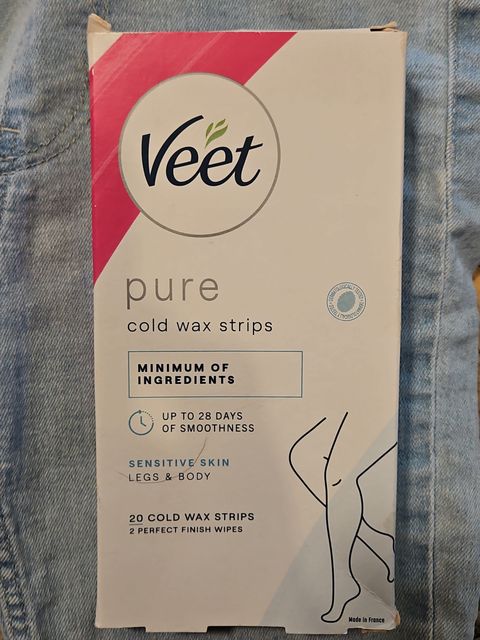 Veet
pure
cold wax strips
MINIMUM OF
INGREDIENTS
UP TO 28 DAYS
OF SMOOTHNESS
SENSITIVE SKIN
LEGS & BODY
20 COLD WAX STRIPS
2 PERFECT FINISH WIPES
Made in France